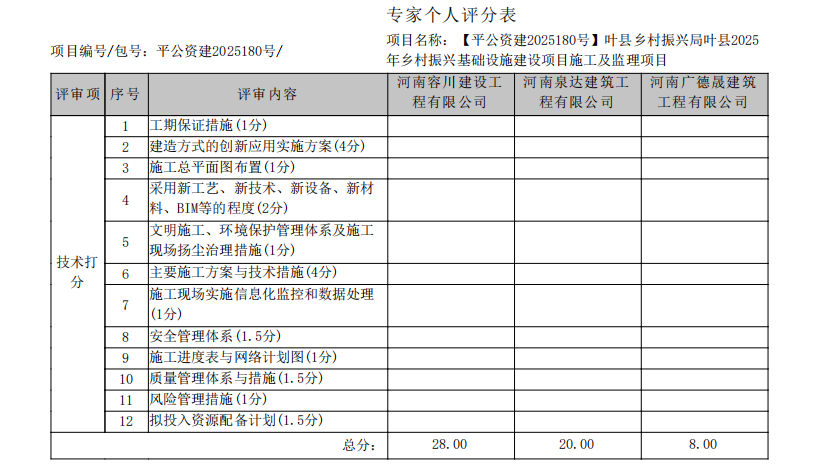 专家个人评分表
项目编号/包号：平公资建2025180号/
项目名称：【平公资建2025180号】叶县乡村振兴局叶县2025
年乡村振兴基础设施建设项目施工及监理项目
评审项 序号 评审内容 河南容川建设工程有限公司 河南泉达建筑工程有限公司 河南广德晟建筑工程有限公司
技术打分
1 工期保证措施(1分)
2 建造方式的创新应用实施方案(4分)
3 施工总平面图布置(1分)
4 采用新工艺、新技术、新设备、新材
料、BIM等的程度(2分)
5 文明施工、环境保护管理体系及施工
现场扬尘治理措施(1分)
6 主要施工方案与技术措施(4分)
7 施工现场实施信息化监控和数据处理
(1分)
8 安全管理体系(1.5分)
9 施工进度表与网络计划图(1分)
10 质量管理体系与措施(1.5分)
11 风险管理措施(1分)
12 拟投入资源配备计划(1.5分)
总分： 28.00 20.00 8.00